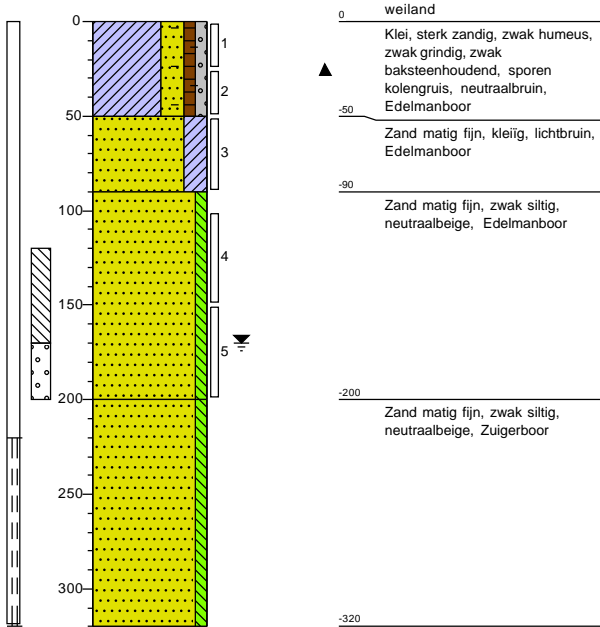 0
50
100
150
200
250
300
1
2
3
4
5
0
weiland
Klei, sterk zandig, zwak humeus,
zwak grindig, zwak
baksteenhoudend, sporen
kolengruis, neutraalbruin,
Edelmanboor
-50
Zand matig fijn, kleiïg, lichtbruin,
Edelmanboor
-90
Zand matig fijn, zwak siltig,
neutraalbeige, Edelmanboor
-200
Zand matig fijn, zwak siltig,
neutraalbeige, Zuigerboor
-320